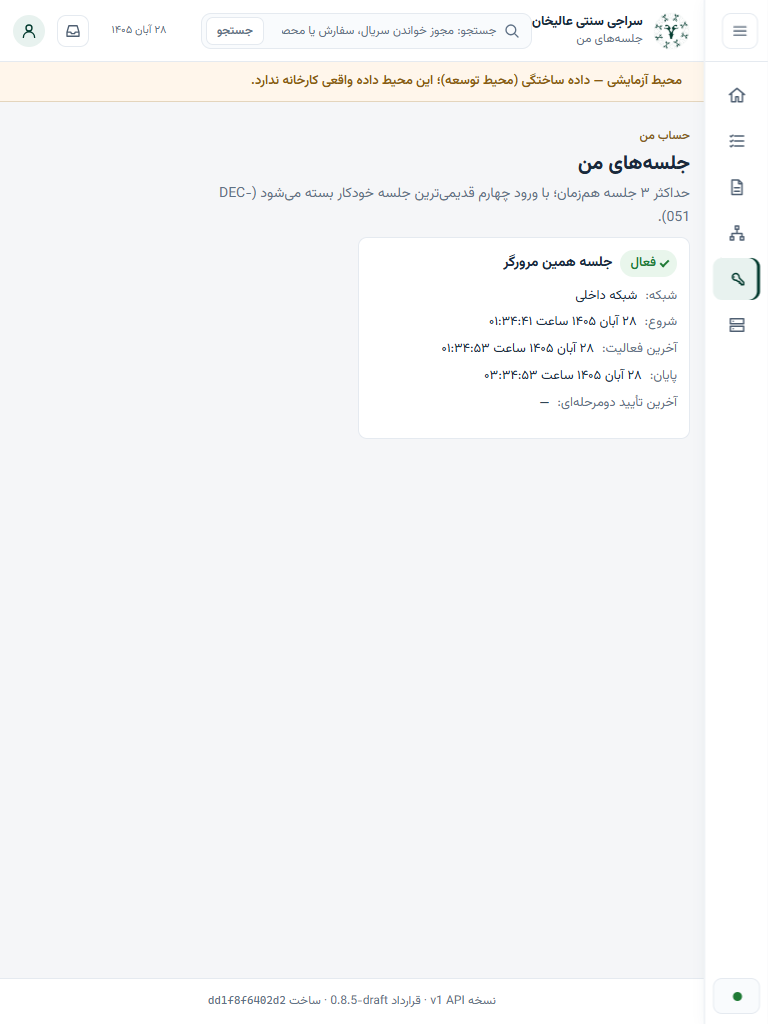 سراجی سنتی عالیخان
جلسه‌های من
جستجو: مجوز خواندن سریال، سفارش یا محص
جستجو
۲۸ آبان ۱۴۰۵
محیط آزمایشی — داده ساختگی (محیط توسعه)؛ این محیط داده واقعی کارخانه ندارد.
حساب من
جلسه‌های من
حداکثر ۳ جلسه هم‌زمان؛ با ورود چهارم قدیمی‌ترین جلسه خودکار بسته می‌شود (DEC-
051).
فعال
جلسه همین مرورگر
شبکه: شبکه داخلی
شروع: ۲۸ آبان ۱۴۰۵ ساعت ۰۱:۳۴:۴۱
آخرین فعالیت: ۲۸ آبان ۱۴۰۵ ساعت ۰۱:۳۴:۵۳
پایان: ۲۸ آبان ۱۴۰۵ ساعت ۰۳:۳۴:۵۳
آخرین تأیید دومرحله‌ای: —
نسخه v1 API · قرارداد 0.8.5-draft · ساخت dd1f8f6402d2